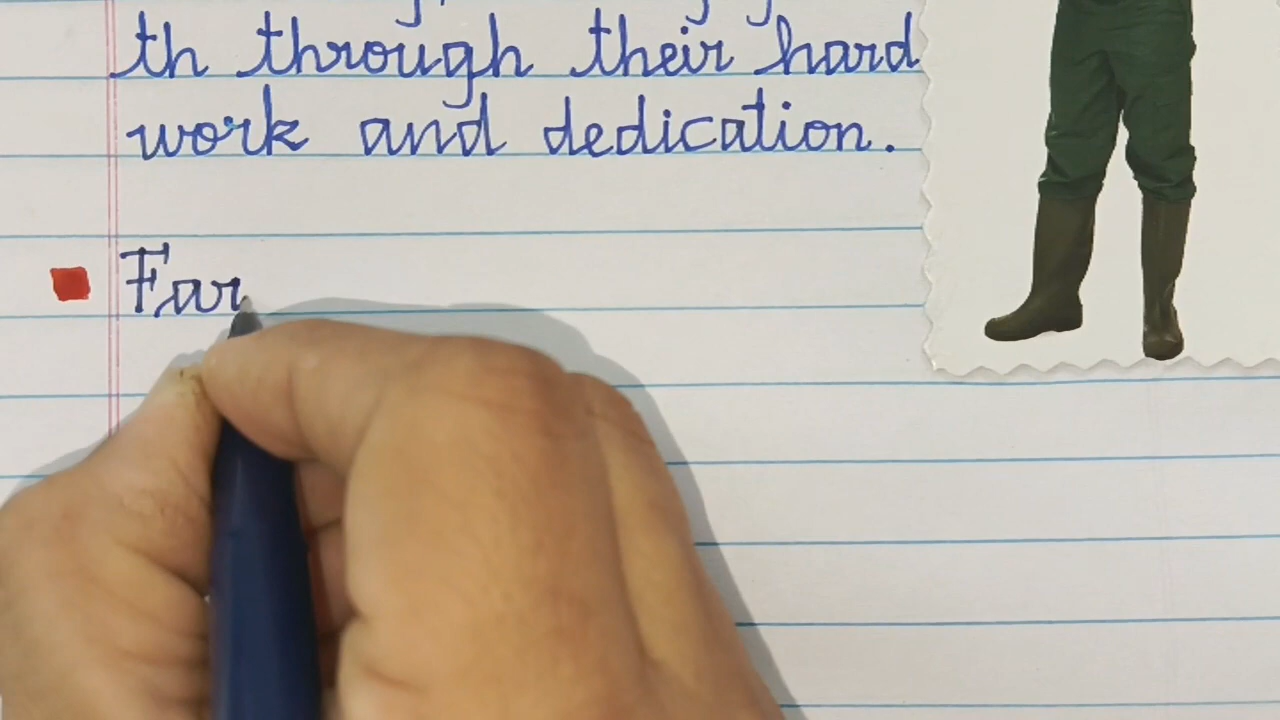 th through their hard
work and dedication.
Far